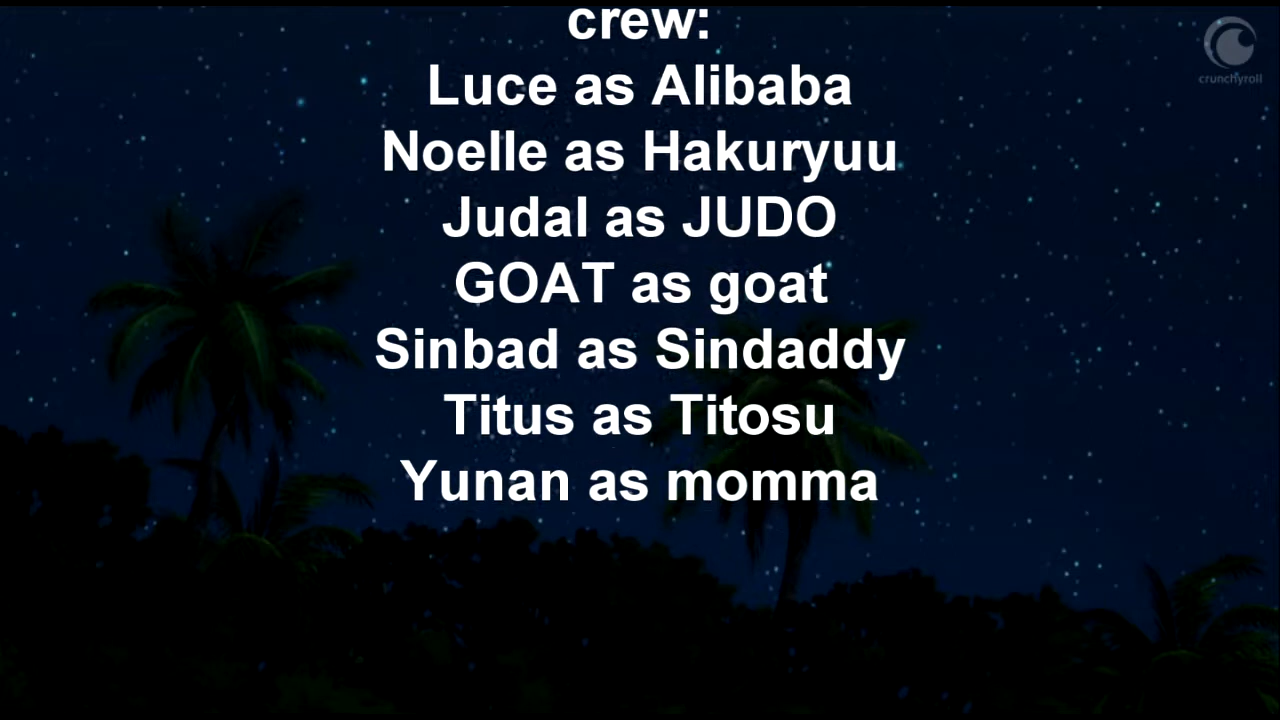 crew:
crunchyroll
Luce as Alibaba
Noelle as Hakuryuu
Judal as JUDO
GOAT as goat
Sinbad as Sindaddy
Titus as Titosu
Yunan as momma